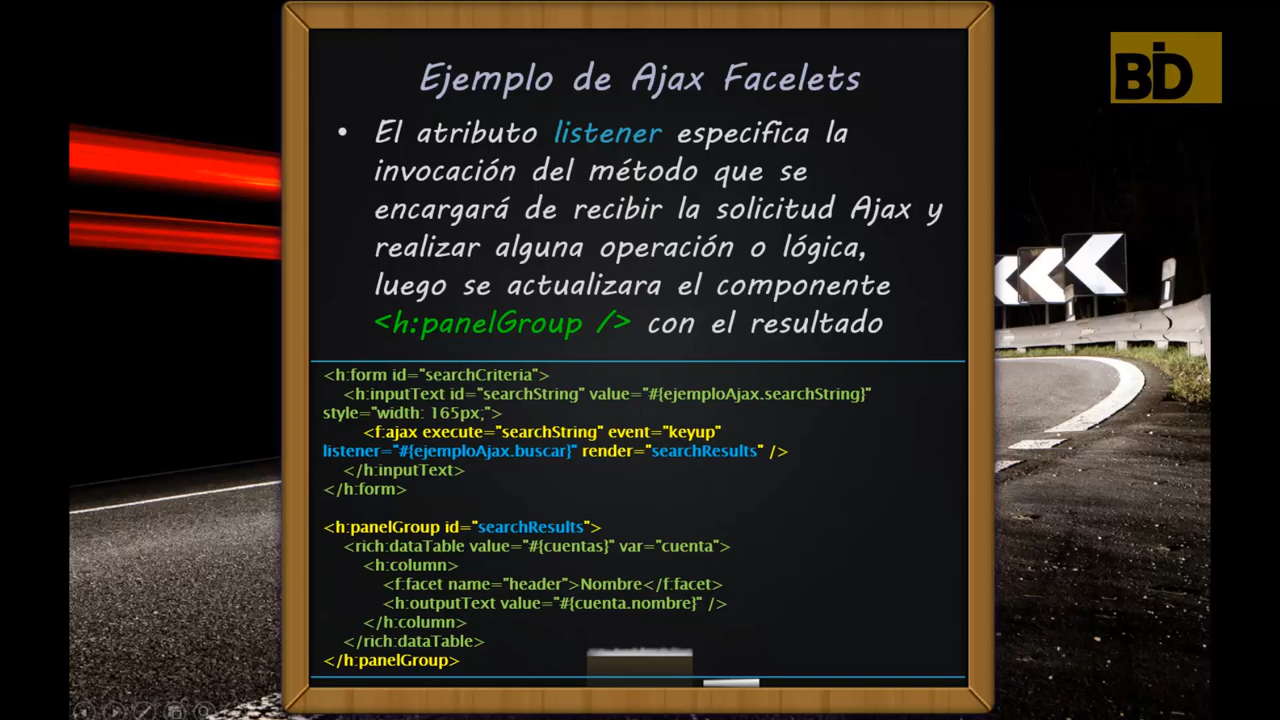 BID
Ejemplo de Ajax Facelets
• El atributo listener especifica la
invocación del método que se
encargará de recibir la solicitud Ajax y
realizar alguna operación o lógica,
luego se actualizara el componente
<h:panelGroup /> con el resultado
<h:form id="searchCriteria">
<h:inputText id="searchString" value="#{ejemploAjax.searchString}"
style="width: 165px;">
<f:ajax execute="searchString" event="keyup"
listener="#{ejemploAjax.buscar}" render="searchResults" />
</h:inputText>
</h:form>
<h:panelGroup id="searchResults">
<rich:dataTable value="#{cuentas}" var="cuenta">
<h:column>
<f:facet name="header">Nombre</f:facet>
<h:outputText value="#{cuenta.nombre}" />
</h:column>
</rich:dataTable>
</h:panelGroup>